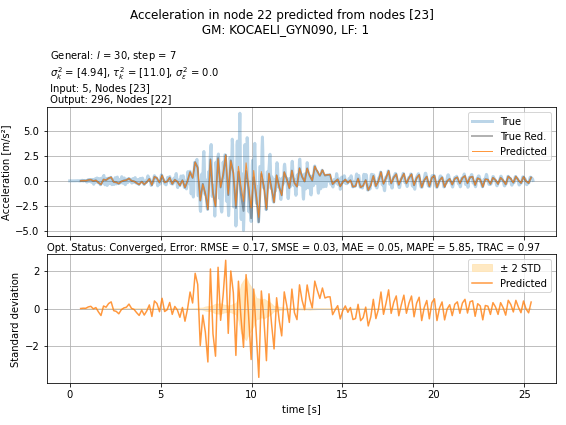 Acceleration in node 22 predicted from nodes [23]
GM: KOCAELI_GYN090, LF: 1
General: l = 30, step = 7
σ²ₖ = [4.94], τ²ₖ = [11.0], σ²ε = 0.0
Input: 5, Nodes [23]
Output: 296, Nodes [22]
Acceleration [m/s²]
5.0
2.5
0.0
−2.5
−5.0
True
True Red.
Predicted
Opt. Status: Converged, Error: RMSE = 0.17, SMSE = 0.03, MAE = 0.05, MAPE = 5.85, TRAC = 0.97
Standard deviation
2
0
−2
± 2 STD
Predicted
0 5 10 15 20 25
time [s]